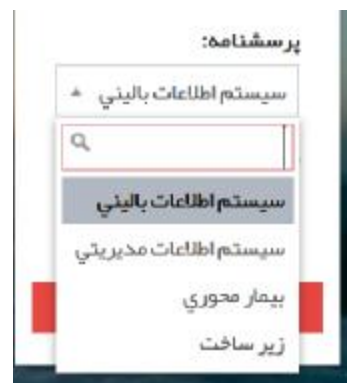 پرسشنامه:
سيستم اطلاعات باليني
سيستم اطلاعات باليني
سيستم اطلاعات مديريتي
بيمار محوري
زير ساخت